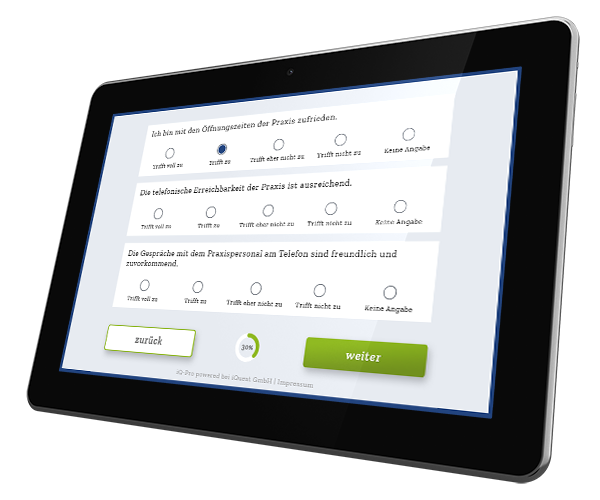 Ich bin mit den Öffnungszeiten der Praxis zufrieden.
Trifft voll zu Trifft zu Trifft eher nicht zu Trifft nicht zu Keine Angabe
Die telefonische Erreichbarkeit der Praxis ist ausreichend.
Trifft voll zu Trifft zu Trifft eher nicht zu Trifft nicht zu Keine Angabe
Die Gespräche mit dem Praxispersonal am Telefon sind freundlich und
zuvorkommend.
Trifft voll zu Trifft zu Trifft eher nicht zu Trifft nicht zu Keine Angabe
zurück 30% weiter
iQ-Pro powered bei iQuest GmbH | Impressum